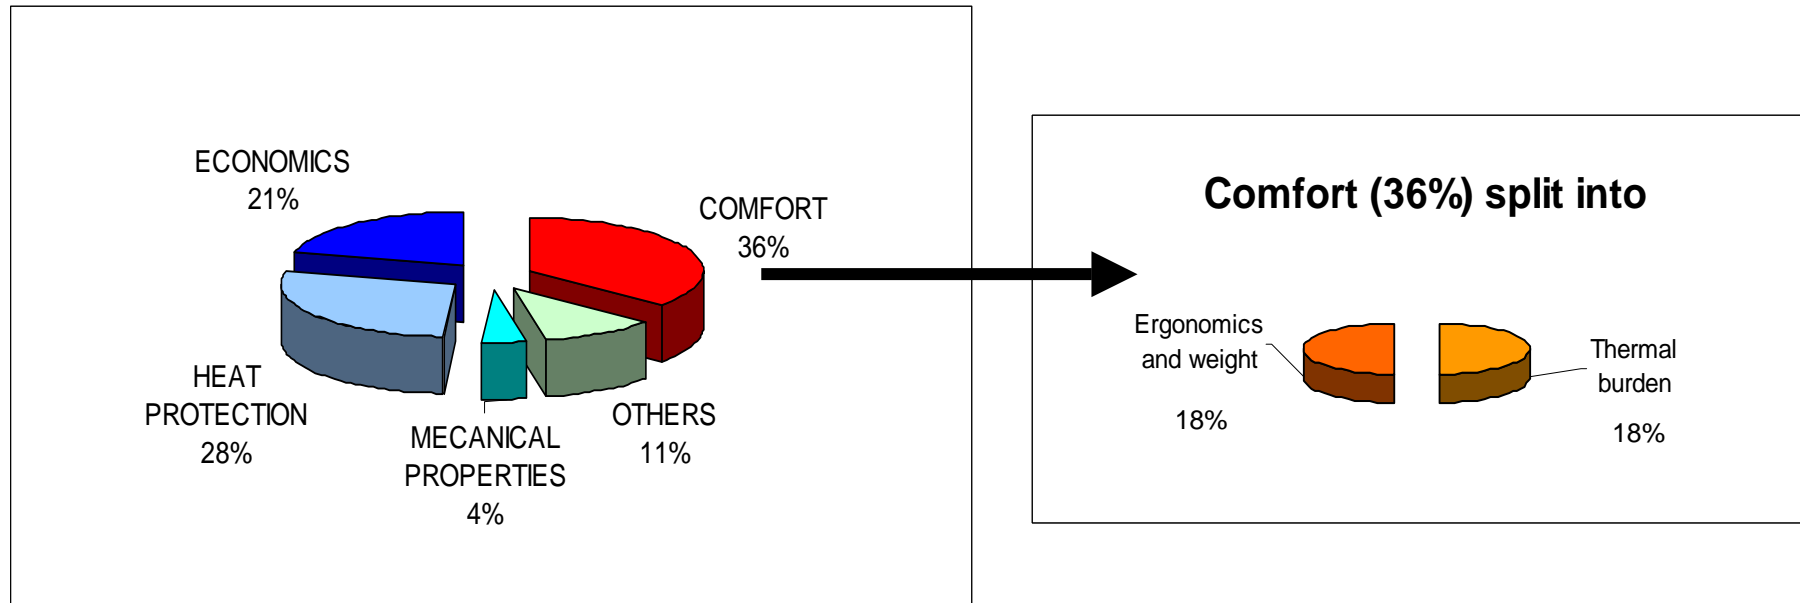 ECONOMICS
21%
COMFORT
36%
HEAT
PROTECTION
28%
MECANICAL
PROPERTIES
4%
OTHERS
11%
Comfort (36%) split into
Ergonomics
and weight
18%
Thermal
burden
18%